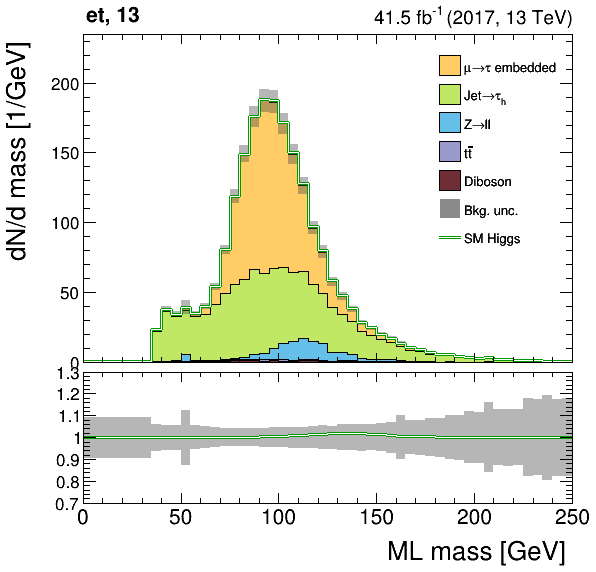 et, 13
41.5 fb⁻¹ (2017, 13 TeV)
dN/d mass [1/GeV]
200
150
100
50
0
μ→τ embedded
Jet→τₕ
Z→ll
tt̄
Diboson
Bkg. unc.
SM Higgs
1.3
1.2
1.1
1
0.9
0.8
0.7
0 50 100 150 200 250
ML mass [GeV]